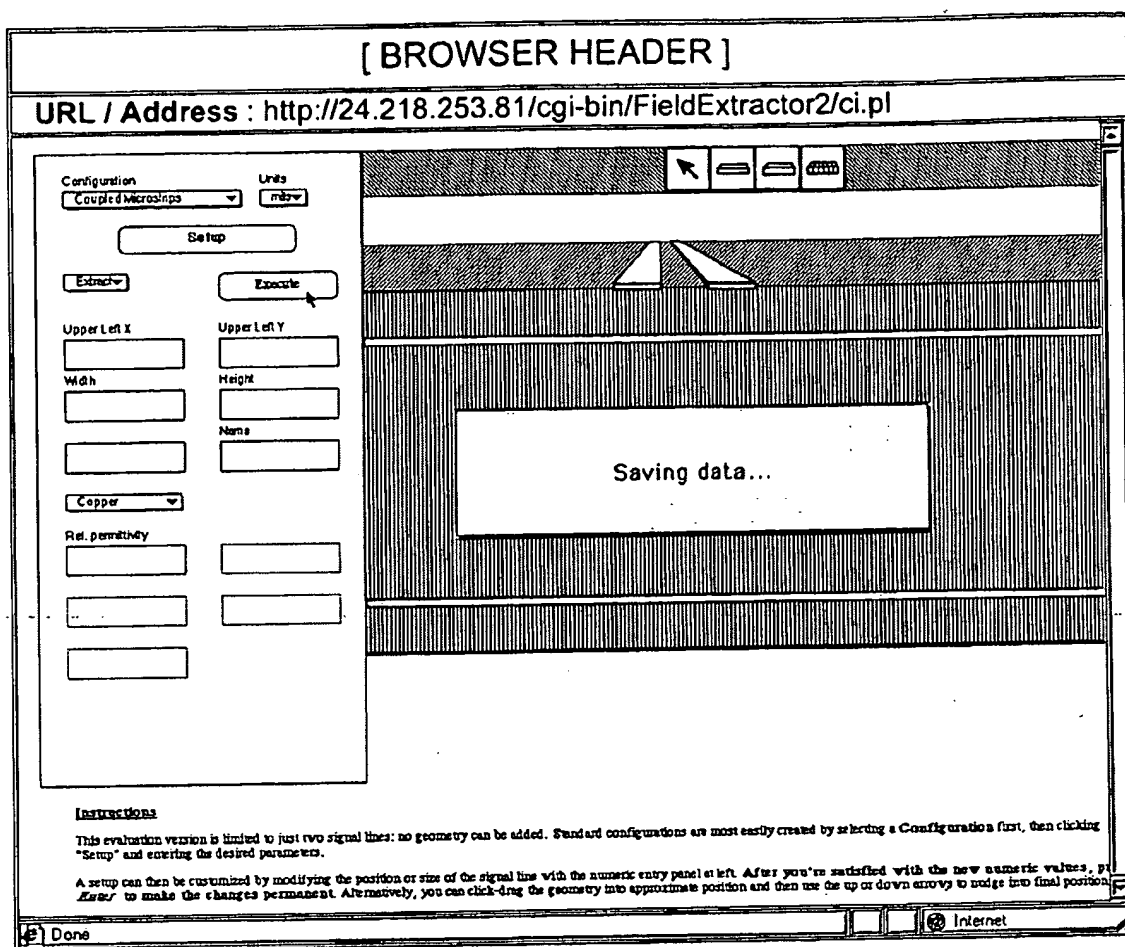 [ BROWSER HEADER ]
URL / Address : http://24.218.253.81/cgi-bin/FieldExtractor2/ci.pl
Configuration
Units
Coupled Microstrips
mils
Setup
Extract
Execute
Upper Left X
Upper Left Y
Width
Height
Name
Saving data...
Copper
Rel. permittivity
Instructions
This evaluation version is limited to just two signal lines: no geometry can be added. Standard configurations are most easily created by selecting a Configuration first, then clicking
"Setup" and entering the desired parameters.
A setup can then be customized by modifying the position or size of the signal line with the numeric entry panel at left. After you're satisfied with the new numeric values,
Enter to make the changes permanent. Alternatively, you can click-drag the geometry into approximate position and then use the up or down arrows to nudge into final position
Done
Internet